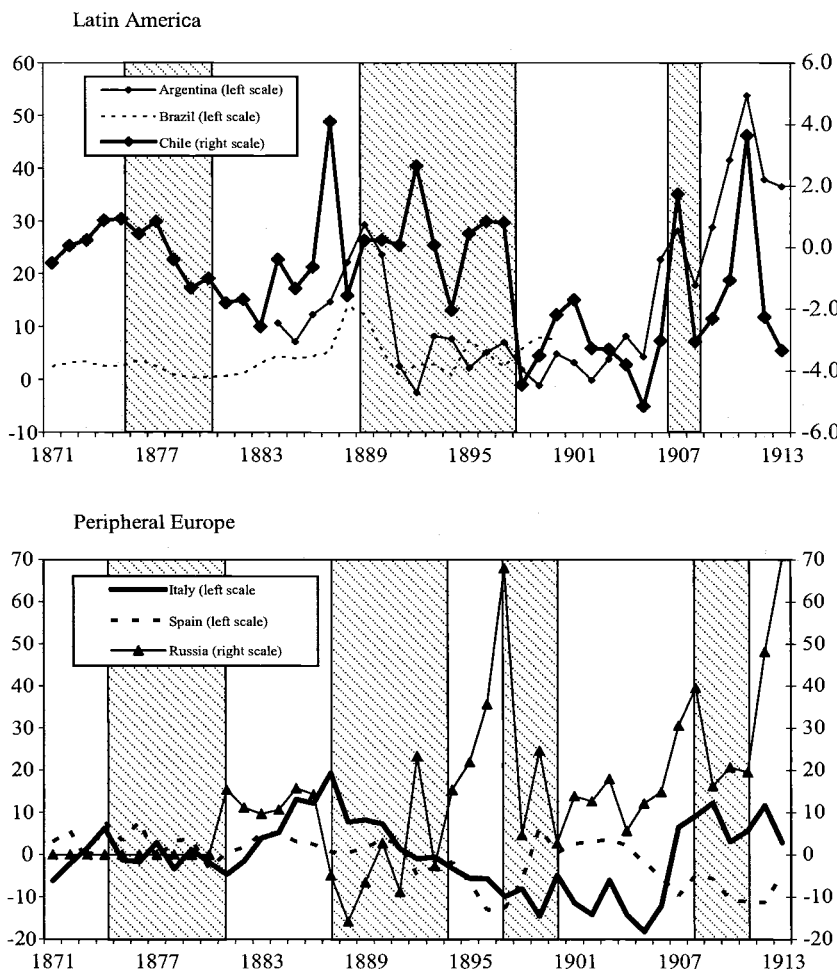 Latin America
60 6.0
50 4.0
40 2.0
30 0.0
20 -2.0
10 -4.0
0 -6.0
-10
Argentina (left scale)
Brazil (left scale)
Chile (right scale)
1871 1877 1883 1889 1895 1901 1907 1913
Peripheral Europe
70 70
60 60
50 50
40 40
30 30
20 20
10 10
0 0
-10 -10
-20 -20
Italy (left scale
Spain (left scale)
Russia (right scale)
1871 1877 1883 1889 1895 1901 1907 1913